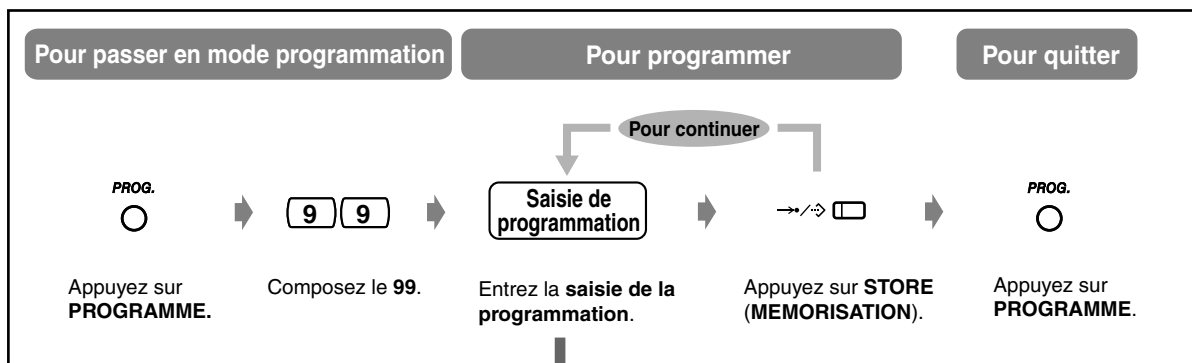 Pour passer en mode programmation
Pour programmer
Pour quitter
Pour continuer
PROG.
9 9
Saisie de
programmation
PROG.
Appuyez sur
PROGRAMME.
Composez le 99.
Entrez la saisie de la
programmation.
Appuyez sur STORE
(MEMORISATION).
Appuyez sur
PROGRAMME.